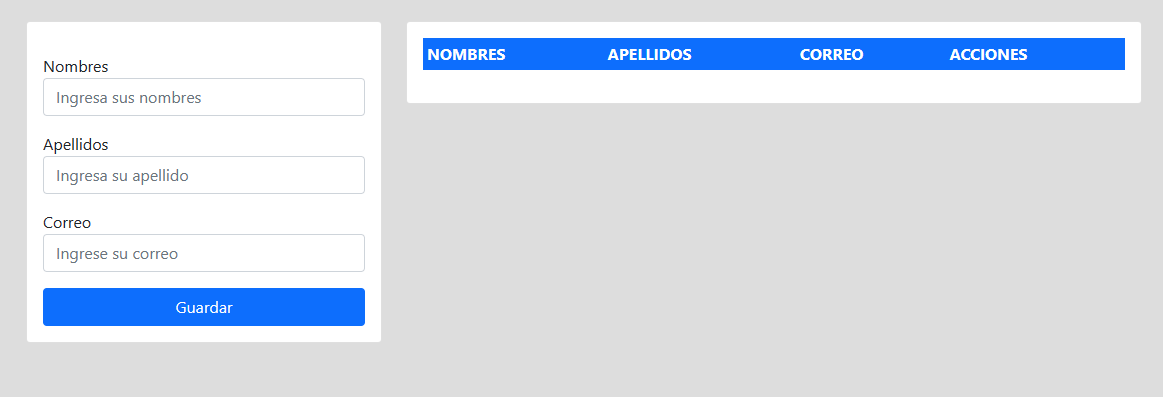 Nombres
Ingresa sus nombres
Apellidos
Ingresa su apellido
Correo
Ingrese su correo
Guardar
NOMBRES APELLIDOS CORREO ACCIONES